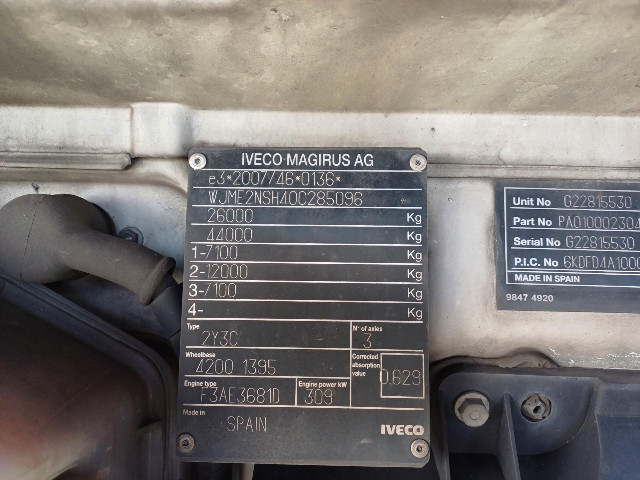 IVECO MAGIRUS AG
e3*2007/46*0136*
WJME2NSH40C285096
26000 Kg
44000 Kg
1-7100 Kg
2-12000 Kg
3-7100 Kg
4- Kg
Type
2Y3C
N° of axles
3
Wheelbase
4200 1395
Corrected absorption value
0.629
Engine type
F3AE3681D
Engine power kW
309
Made in
SPAIN
IVECO
Unit No G22815530
Part No PA010002304
Serial No G22815530
P.I.C. No 6KDFD4A1000
MADE IN SPAIN
9847 4920